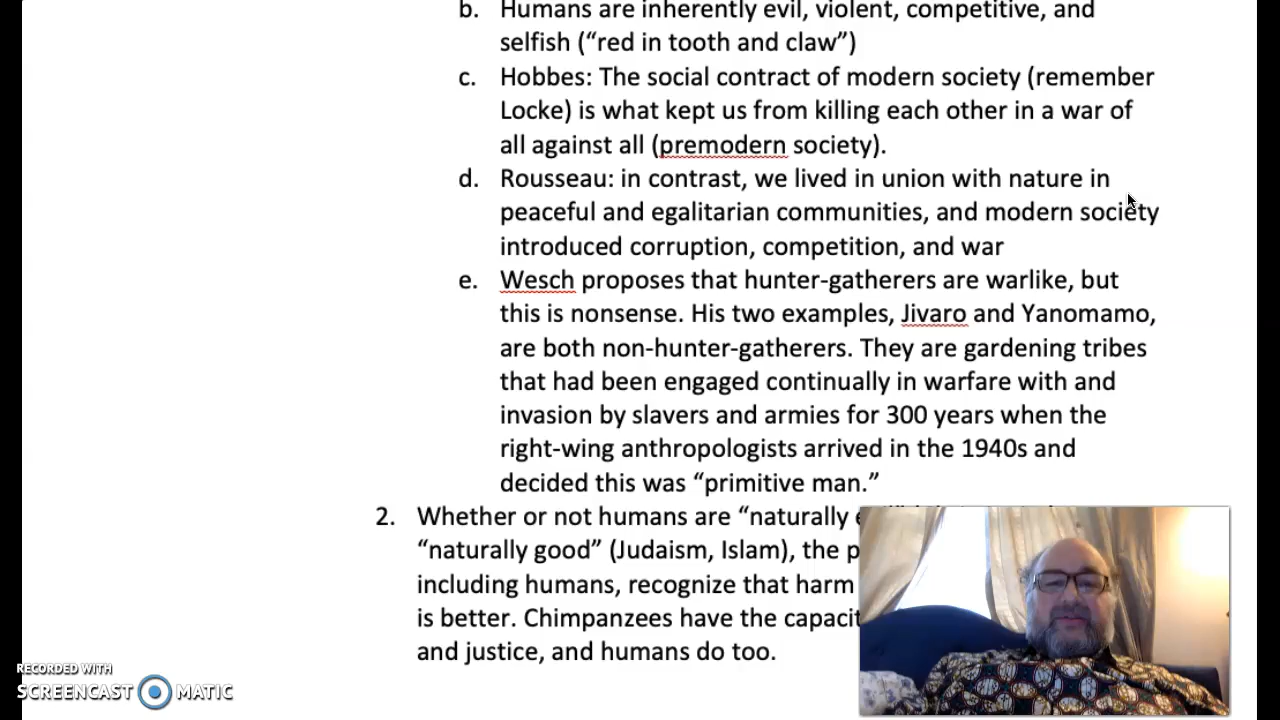 b. Humans are inherently evil, violent, competitive, and
selfish (“red in tooth and claw”)
c. Hobbes: The social contract of modern society (remember
Locke) is what kept us from killing each other in a war of
all against all (premodern society).
d. Rousseau: in contrast, we lived in union with nature in
peaceful and egalitarian communities, and modern society
introduced corruption, competition, and war
e. Wesch proposes that hunter-gatherers are warlike, but
this is nonsense. His two examples, Jivaro and Yanomamo,
are both non-hunter-gatherers. They are gardening tribes
that had been engaged continually in warfare with and
invasion by slavers and armies for 300 years when the
right-wing anthropologists arrived in the 1940s and
decided this was “primitive man.”
2. Whether or not humans are “naturally
“naturally good” (Judaism, Islam), the
including humans, recognize that harm
is better. Chimpanzees have the
and justice, and humans do too.
RECORDED WITH
SCREENCAST MATIC